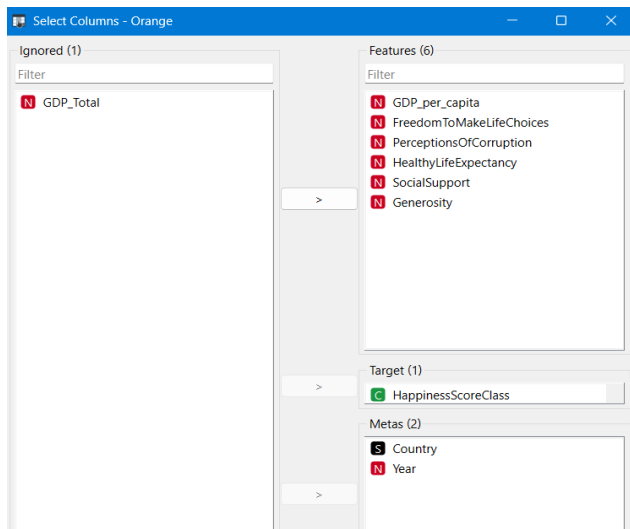 Select Columns - Orange
Ignored (1)
Filter
N GDP_Total
>
>
>
Features (6)
Filter
N GDP_per_capita
N FreedomToMakeLifeChoices
N PerceptionsOfCorruption
N HealthyLifeExpectancy
N SocialSupport
N Generosity
Target (1)
C HappinessScoreClass
Metas (2)
S Country
N Year